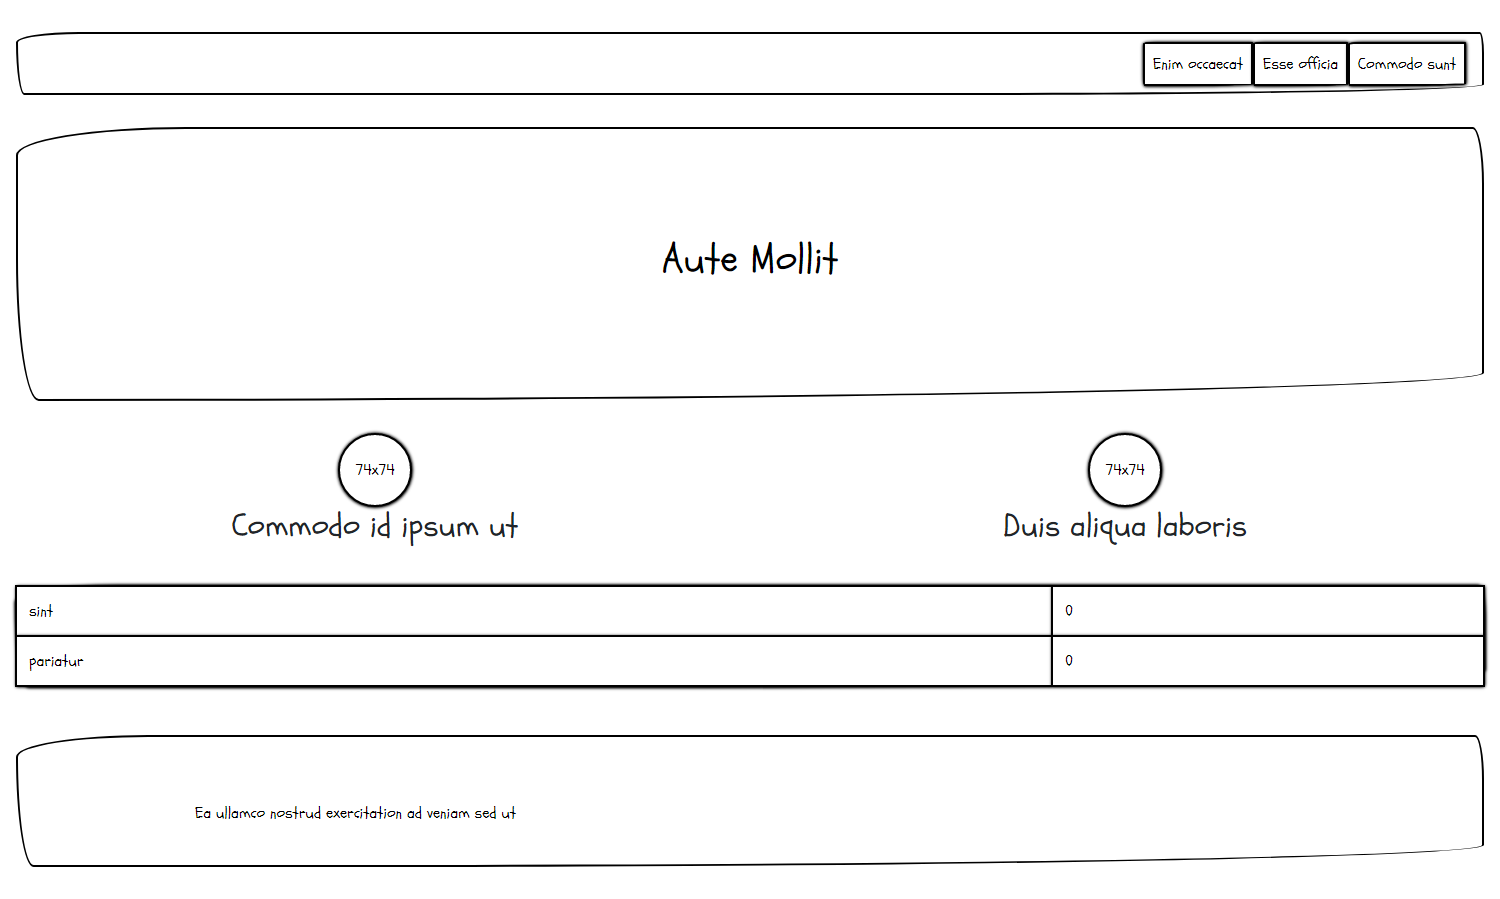 Enim occaecat Esse officia Commodo sunt
Aute Mollit
74x74 74x74
Commodo id ipsum ut Duis aliqua laboris
sint 0
pariatur 0
Ea ullamco nostrud exercitation ad veniam sed ut